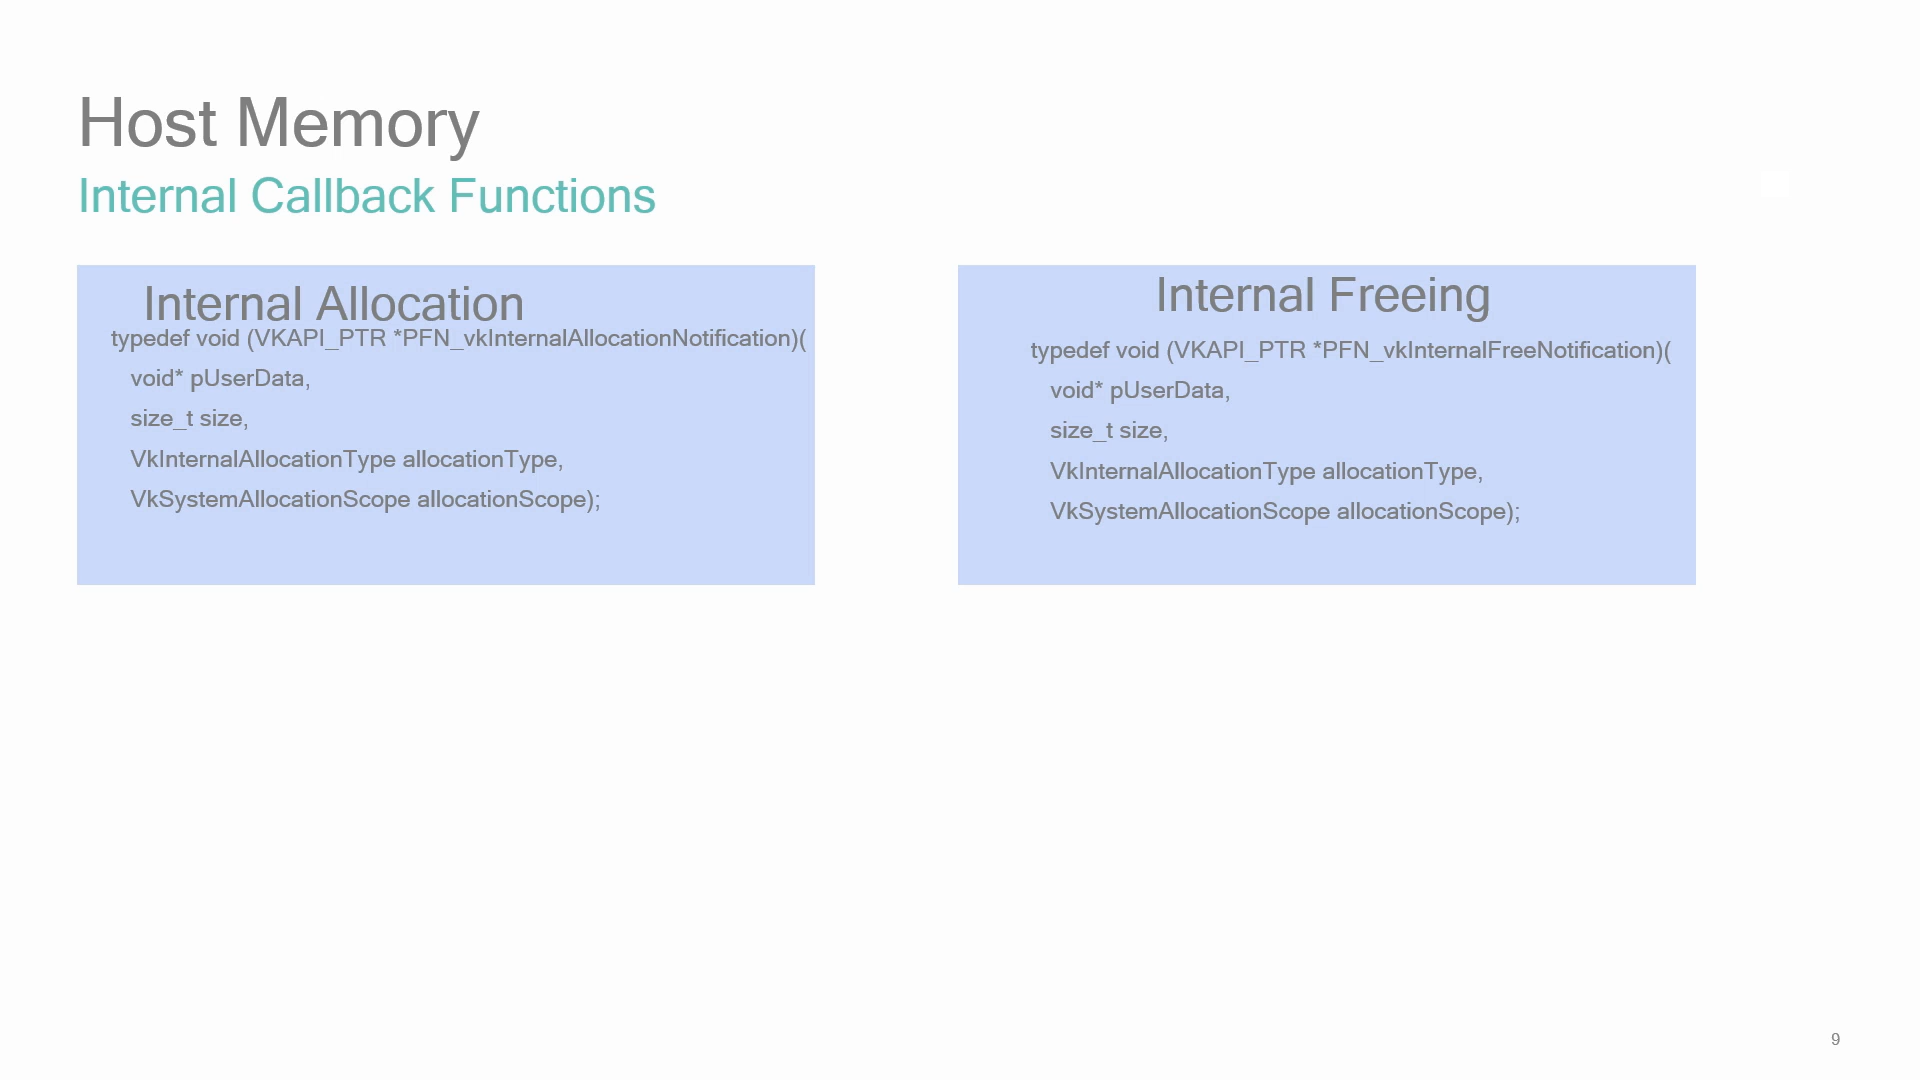 Host Memory
Internal Callback Functions
Internal Allocation
typedef void (VKAPI_PTR *PFN_vkInternalAllocationNotification)(
void* pUserData,
size_t size,
VkInternalAllocationType allocationType,
VkSystemAllocationScope allocationScope);
Internal Freeing
typedef void (VKAPI_PTR *PFN_vkInternalFreeNotification)(
void* pUserData,
size_t size,
VkInternalAllocationType allocationType,
VkSystemAllocationScope allocationScope);
9